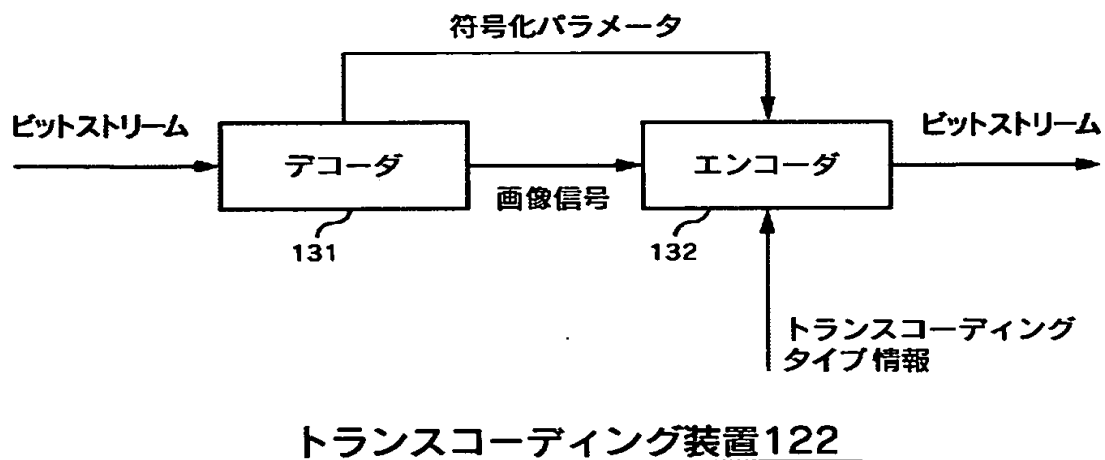 符号化パラメータ
ビットストリーム
デコーダ
画像信号
エンコーダ
ビットストリーム
131
132
トランスコーディング
タイプ情報
トランスコーディング装置122